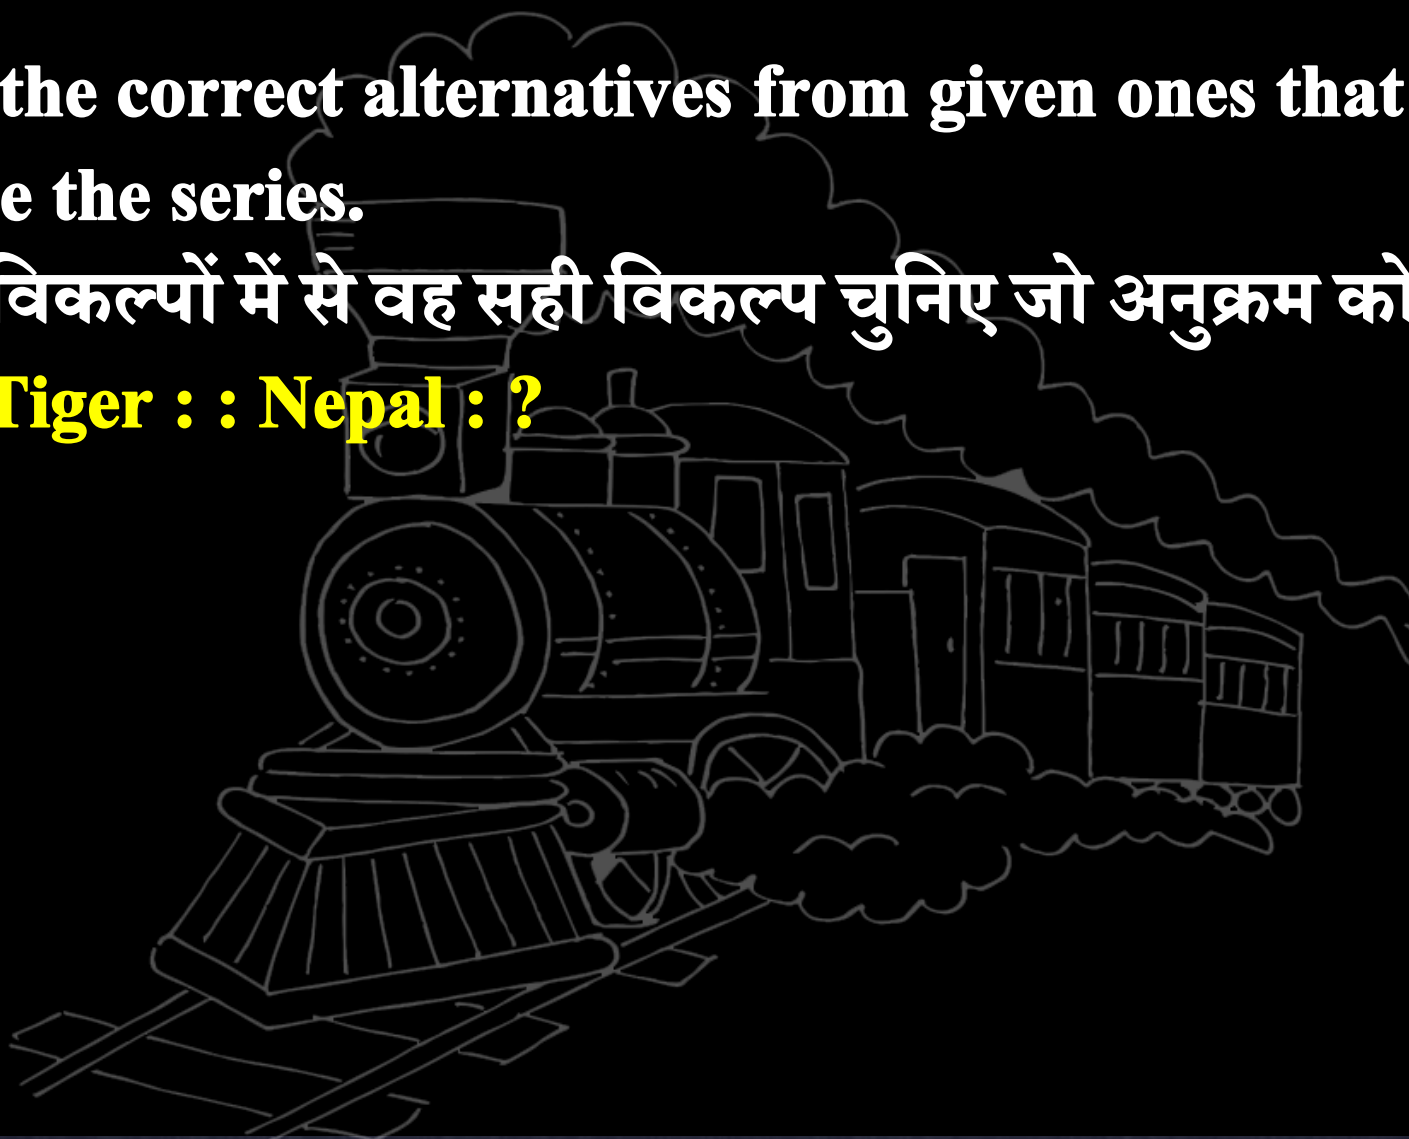 the correct alternatives from given ones that
e the series.
विकल्पों में से वह सही विकल्प चुनिए जो अनुक्रम को
Tiger : : Nepal : ?